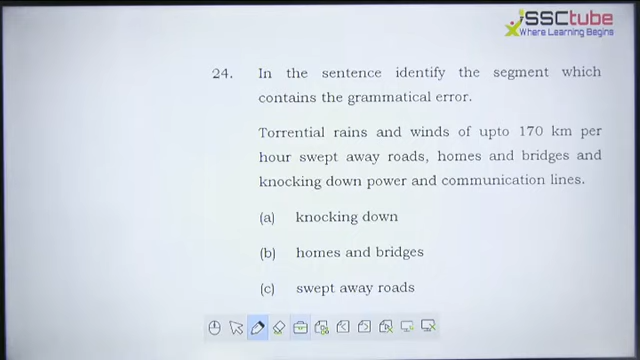 SSCtube
Where Learning Begins
24. In the sentence identify the segment which
contains the grammatical error.
Torrential rains and winds of upto 170 km per
hour swept away roads, homes and bridges and
knocking down power and communication lines.
(a) knocking down
(b) homes and bridges
(c) swept away roads